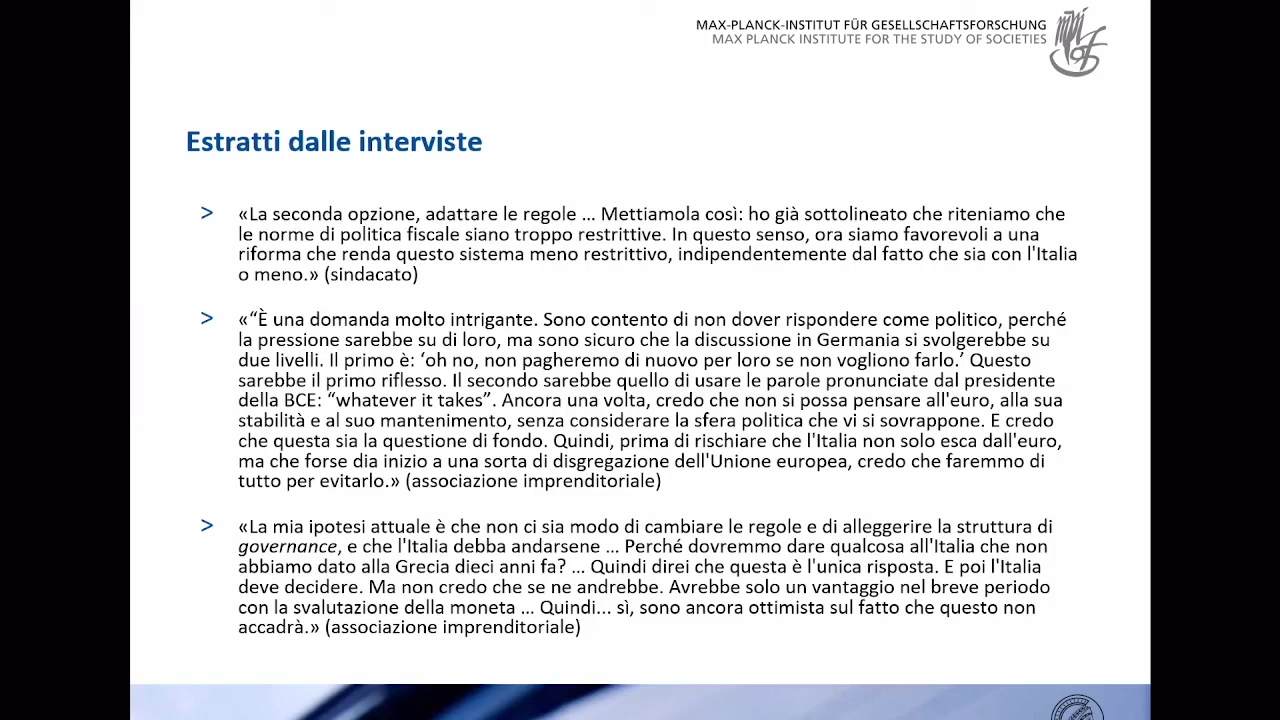 MAX-PLANCK-INSTITUT FÜR GESELLSCHAFTSFORSCHUNG
MAX PLANCK INSTITUTE FOR THE STUDY OF SOCIETIES
Estratti dalle interviste
> «La seconda opzione, adattare le regole … Mettiamola così: ho già sottolineato che riteniamo che
le norme di politica fiscale siano troppo restrittive. In questo senso, ora siamo favorevoli a una
riforma che renda questo sistema meno restrittivo, indipendentemente dal fatto che sia con l'Italia
o meno.» (sindacato)
> «“È una domanda molto intrigante. Sono contento di non dover rispondere come politico, perché
la pressione sarebbe su di loro, ma sono sicuro che la discussione in Germania si svolgerebbe su
due livelli. Il primo è: ‘oh no, non pagheremo di nuovo per loro se non vogliono farlo.’ Questo
sarebbe il primo riflesso. Il secondo sarebbe quello di usare le parole pronunciate dal presidente
della BCE: “whatever it takes”. Ancora una volta, credo che non si possa pensare all'euro, alla sua
stabilità e al suo mantenimento, senza considerare la sfera politica che vi si sovrappone. E credo
che questa sia la questione di fondo. Quindi, prima di rischiare che l'Italia non solo esca dall'euro,
ma che forse dia inizio a una sorta di disgregazione dell'Unione europea, credo che faremmo di
tutto per evitarlo.» (associazione imprenditoriale)
> «La mia ipotesi attuale è che non ci sia modo di cambiare le regole e di alleggerire la struttura di
governance, e che l'Italia debba andarsene … Perché dovremmo dare qualcosa all'Italia che non
abbiamo dato alla Grecia dieci anni fa? … Quindi direi che questa è l'unica risposta. E poi l'Italia
deve decidere. Ma non credo che se ne andrebbe. Avrebbe solo un vantaggio nel breve periodo
con la svalutazione della moneta … Quindi... sì, sono ancora ottimista sul fatto che questo non
accadrà.» (associazione imprenditoriale)